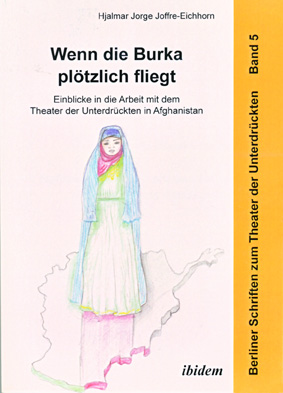 Hjalmar Jorge Joffre-Eichhorn
Wenn die Burka
plötzlich fliegt
Einblicke in die Arbeit mit dem
Theater der Unterdrückten in Afghanistan
ibidem
Berliner Schriften zum Theater der Unterdrückten Band 5